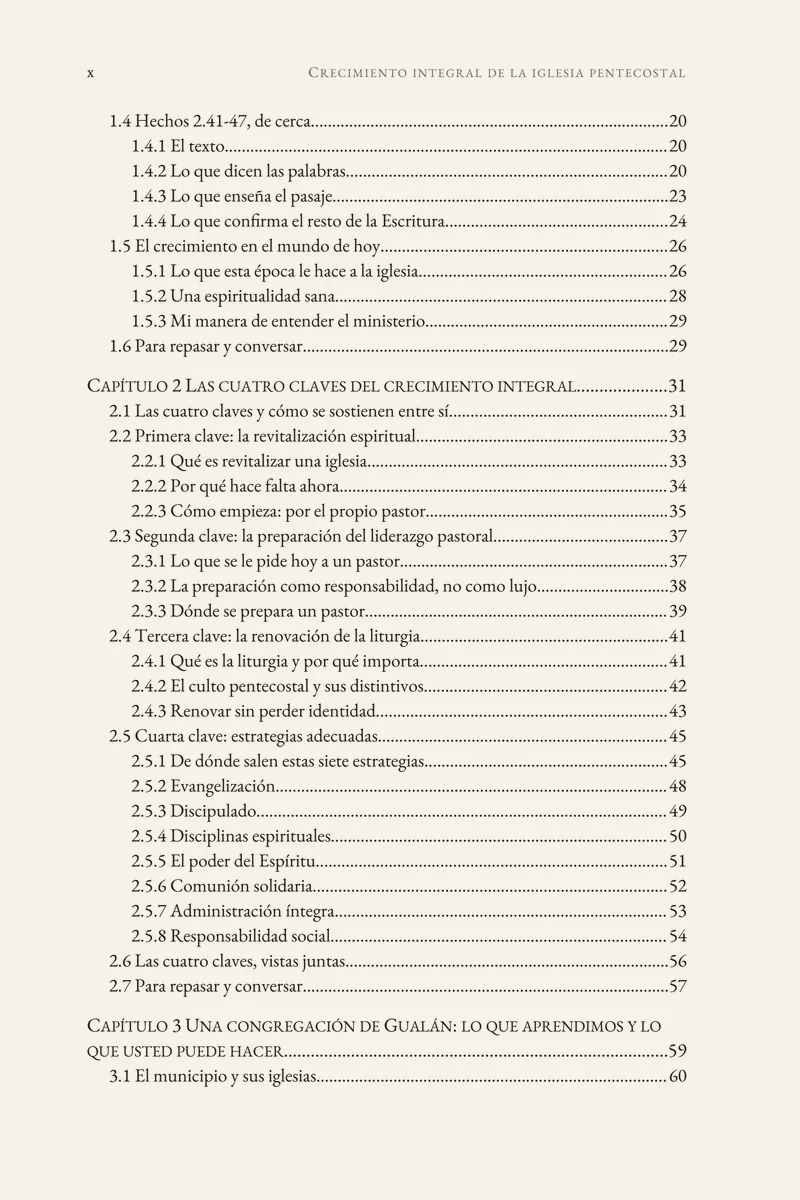 x CRECIMIENTO INTEGRAL DE LA IGLESIA PENTECOSTAL
1.4 Hechos 2.41-47, de cerca....................20
1.4.1 El texto....................20
1.4.2 Lo que dicen las palabras....................20
1.4.3 Lo que enseña el pasaje....................23
1.4.4 Lo que confirma el resto de la Escritura....................24
1.5 El crecimiento en el mundo de hoy....................26
1.5.1 Lo que esta época le hace a la iglesia....................26
1.5.2 Una espiritualidad sana....................28
1.5.3 Mi manera de entender el ministerio....................29
1.6 Para repasar y conversar....................29
CAPÍTULO 2 LAS CUATRO CLAVES DEL CRECIMIENTO INTEGRAL....................31
2.1 Las cuatro claves y cómo se sostienen entre sí....................31
2.2 Primera clave: la revitalización espiritual....................33
2.2.1 Qué es revitalizar una iglesia....................33
2.2.2 Por qué hace falta ahora....................34
2.2.3 Cómo empieza: por el propio pastor....................35
2.3 Segunda clave: la preparación del liderazgo pastoral....................37
2.3.1 Lo que se le pide hoy a un pastor....................37
2.3.2 La preparación como responsabilidad, no como lujo....................38
2.3.3 Dónde se prepara un pastor....................39
2.4 Tercera clave: la renovación de la liturgia....................41
2.4.1 Qué es la liturgia y por qué importa....................41
2.4.2 El culto pentecostal y sus distintivos....................42
2.4.3 Renovar sin perder identidad....................43
2.5 Cuarta clave: estrategias adecuadas....................45
2.5.1 De dónde salen estas siete estrategias....................45
2.5.2 Evangelización....................48
2.5.3 Discipulado....................49
2.5.4 Disciplinas espirituales....................50
2.5.5 El poder del Espíritu....................51
2.5.6 Comunión solidaria....................52
2.5.7 Administración íntegra....................53
2.5.8 Responsabilidad social....................54
2.6 Las cuatro claves, vistas juntas....................56
2.7 Para repasar y conversar....................57
CAPÍTULO 3 UNA CONGREGACIÓN DE GUALÁN: LO QUE APRENDIMOS Y LO
QUE USTED PUEDE HACER....................59
3.1 El municipio y sus iglesias....................60